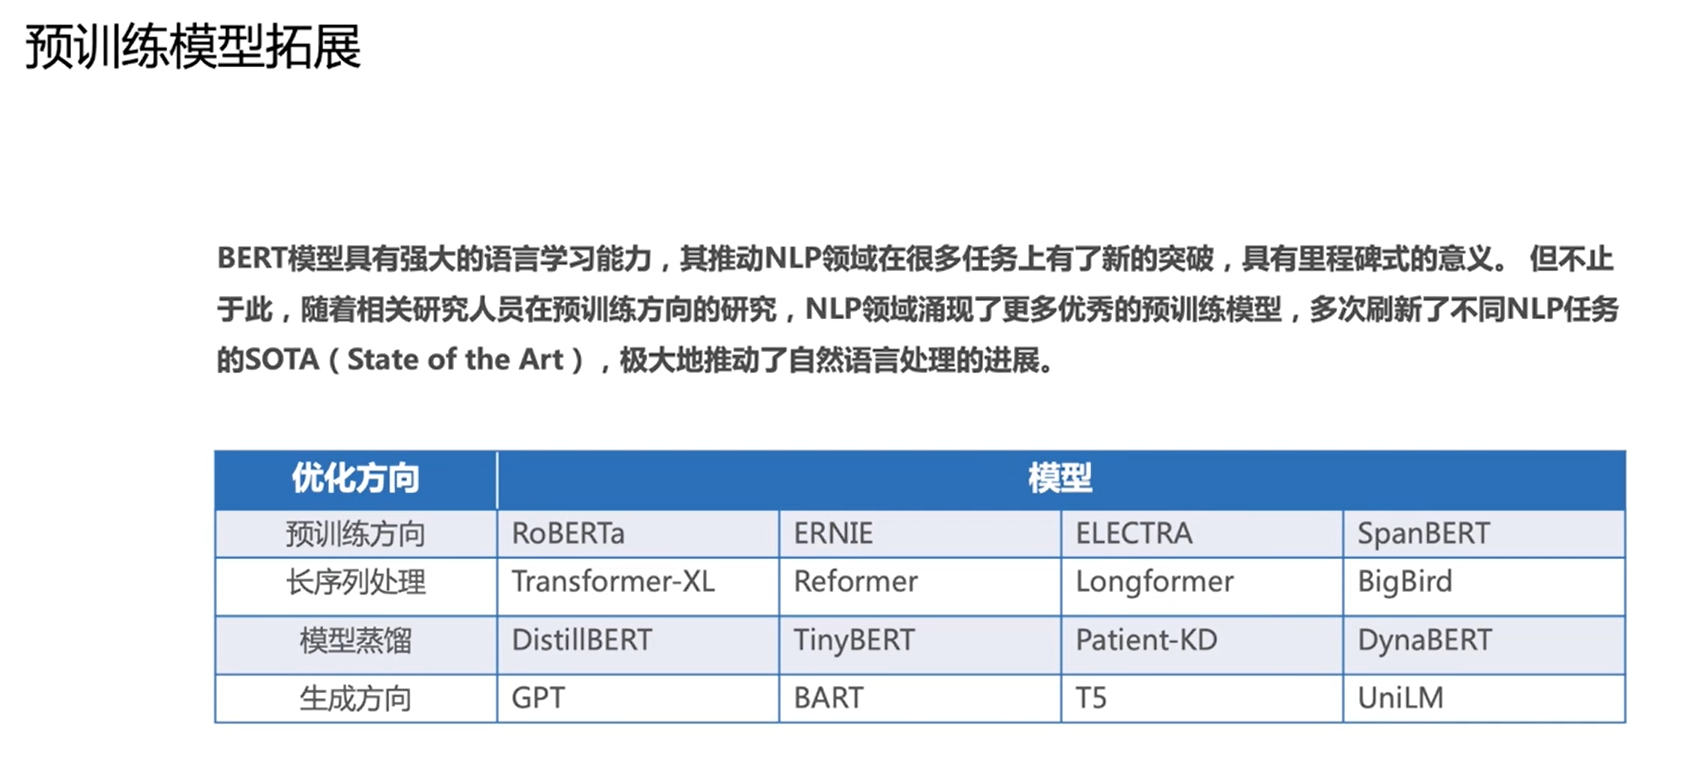 预训练模型拓展
BERT模型具有强大的语言学习能力，其推动NLP领域在很多任务上有了新的突破，具有里程碑式的意义。 但不止
于此，随着相关研究人员在预训练方向的研究，NLP领域涌现了更多优秀的预训练模型，多次刷新了不同NLP任务
的SOTA（State of the Art），极大地推动了自然语言处理的进展。
优化方向 模型
预训练方向 RoBERTa ERNIE ELECTRA SpanBERT
长序列处理 Transformer-XL Reformer Longformer BigBird
模型蒸馏 DistillBERT TinyBERT Patient-KD DynaBERT
生成方向 GPT BART T5 UniLM